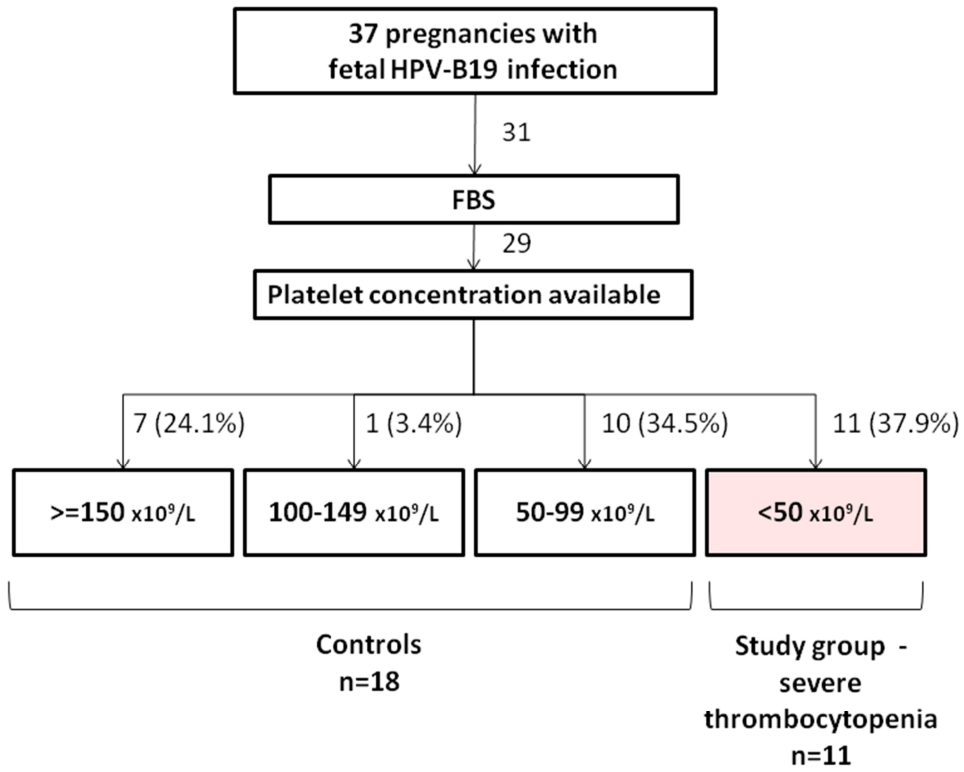 37 pregnancies with
fetal HPV-B19 infection
31
FBS
29
Platelet concentration available
7 (24.1%)
1 (3.4%)
10 (34.5%)
11 (37.9%)
>=150 x10⁹/L
100-149 x10⁹/L
50-99 x10⁹/L
<50 x10⁹/L
Controls
n=18
Study group -
severe
thrombocytopenia
n=11